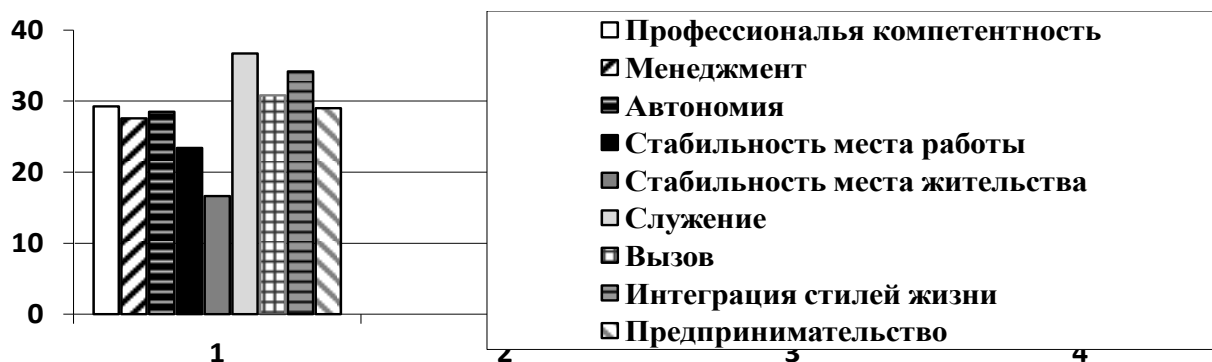 40
30
20
10
0
Профессиональя компетентность
Менеджмент
Автономия
Стабильность места работы
Стабильность места жительства
Служение
Вызов
Интеграция стилей жизни
Предпринимательство
1 2 3 4